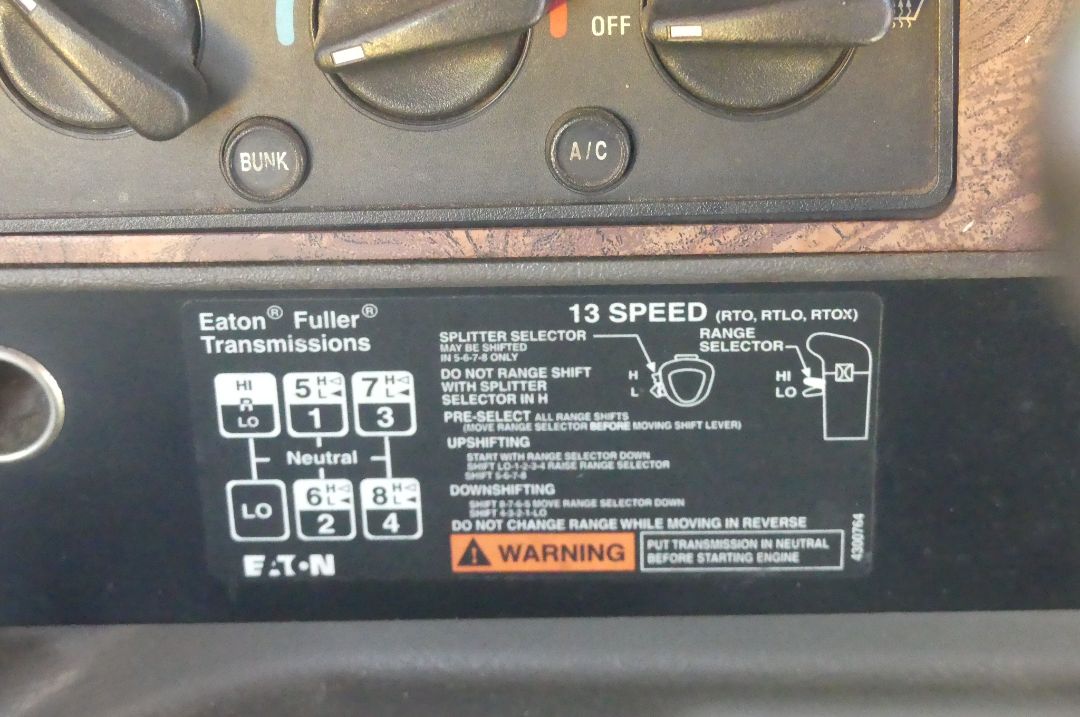 OFF
BUNK
A/C
Eaton® Fuller®
Transmissions
HI
R
LO
5 H
L
1
7 H
L
3
Neutral
LO
6 H
L
2
8 H
L
4
EATON
13 SPEED (RTO, RTLO, RTOX)
SPLITTER SELECTOR
MAY BE SHIFTED
IN 5-6-7-8 ONLY
RANGE
SELECTOR
H
L
HI
LO
DO NOT RANGE SHIFT
WITH SPLITTER
SELECTOR IN H
PRE-SELECT ALL RANGE SHIFTS
(MOVE RANGE SELECTOR BEFORE MOVING SHIFT LEVER)
UPSHIFTING
START WITH RANGE SELECTOR DOWN
SHIFT LO-1-2-3-4 RAISE RANGE SELECTOR
SHIFT 5-6-7-8
DOWNSHIFTING
SHIFT 8-7-6-5 MOVE RANGE SELECTOR DOWN
SHIFT 4-3-2-1-LO
DO NOT CHANGE RANGE WHILE MOVING IN REVERSE
WARNING
PUT TRANSMISSION IN NEUTRAL
BEFORE STARTING ENGINE
4300764